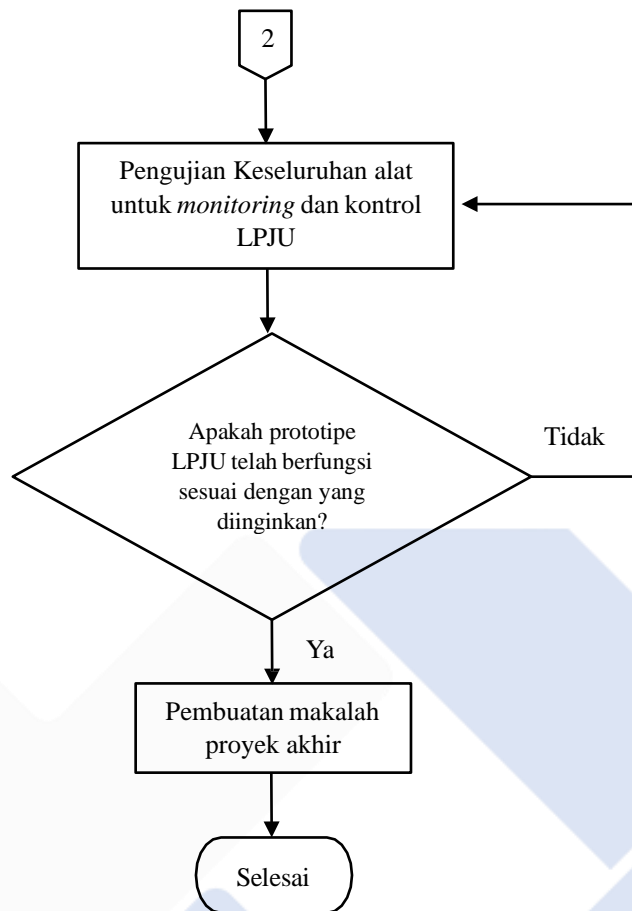 2
Pengujian Keseluruhan alat
untuk monitoring dan kontrol
LPJU
Apakah prototipe
LPJU telah berfungsi
sesuai dengan yang
diinginkan?
Tidak
Ya
Pembuatan makalah
proyek akhir
Selesai